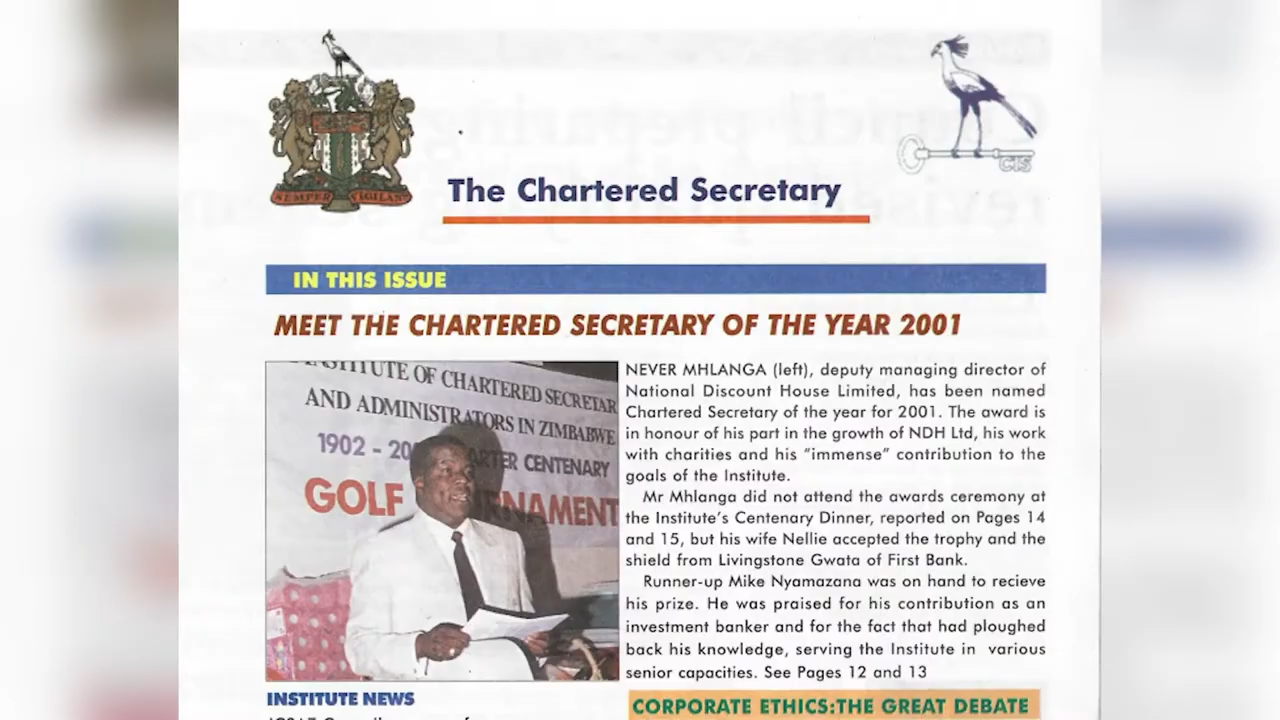 SEMPER VIGILANS
CIS
The Chartered Secretary
IN THIS ISSUE
MEET THE CHARTERED SECRETARY OF THE YEAR 2001
INSTITUTE OF CHARTERED SECRETAR
AND ADMINISTRATORS IN ZIMBABWE
1902 - 20 ARTER CENTENARY
GOLF RNAMENT
NEVER MHLANGA (left), deputy managing director of
National Discount House Limited, has been named
Chartered Secretary of the year for 2001. The award is
in honour of his part in the growth of NDH Ltd, his work
with charities and his "immense" contribution to the
goals of the Institute.
Mr Mhlanga did not attend the awards ceremony at
the Institute's Centenary Dinner, reported on Pages 14
and 15, but his wife Nellie accepted the trophy and the
shield from Livingstone Gwata of First Bank.
Runner-up Mike Nyamazana was on hand to recieve
his prize. He was praised for his contribution as an
investment banker and for the fact that had ploughed
back his knowledge, serving the Institute in various
senior capacities. See Pages 12 and 13
INSTITUTE NEWS
CORPORATE ETHICS:THE GREAT DEBATE